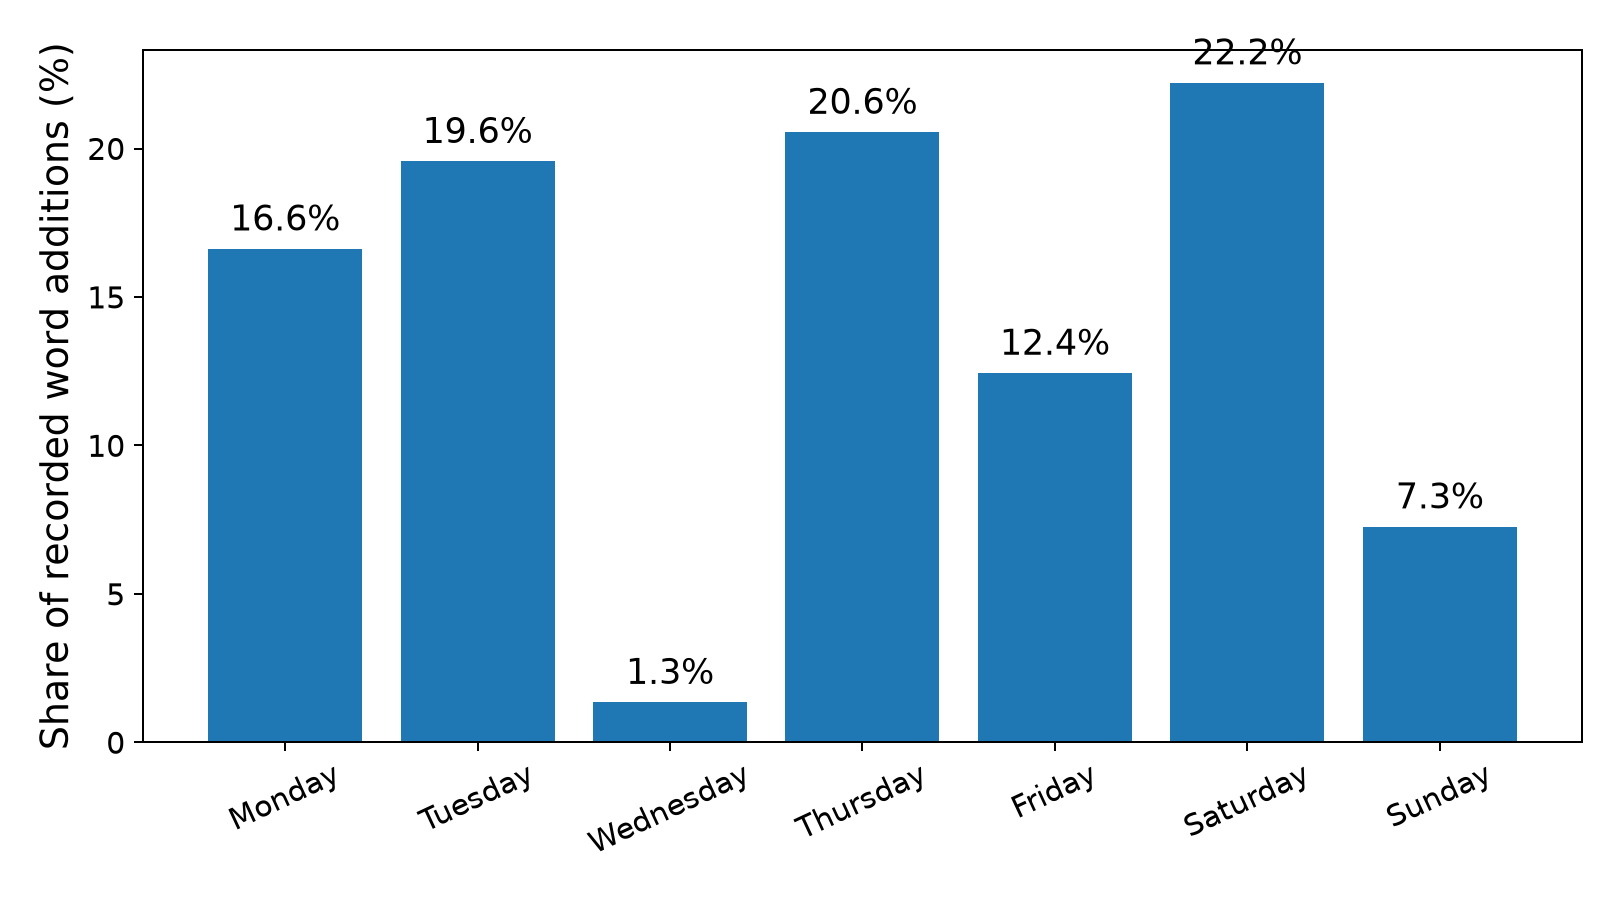 Share of recorded word additions (%)
20
15
10
5
0
16.6%
19.6%
1.3%
20.6%
12.4%
22.2%
7.3%
Monday
Tuesday
Wednesday
Thursday
Friday
Saturday
Sunday